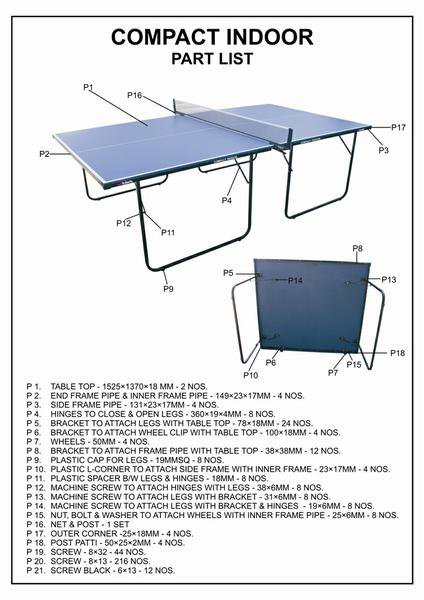 COMPACT INDOOR
PART LIST
P1
P16
P17
P2
P3
P4
P12
P11
P9
P8
P5
P14
P13
P18
P6
P15
P10
P7
P 1. TABLE TOP - 1525×1370×18 MM - 2 NOS.
P 2. END FRAME PIPE & INNER FRAME PIPE - 149×23×17MM - 4 NOS.
P 3. SIDE FRAME PIPE - 131×23×17MM - 4 NOS.
P 4. HINGES TO CLOSE & OPEN LEGS - 360×19×4MM - 8 NOS.
P 5. BRACKET TO ATTACH LEGS WITH TABLE TOP - 78×18MM - 24 NOS.
P 6. BRACKET TO ATTACH WHEEL CLIP WITH TABLE TOP - 100×18MM - 4 NOS.
P 7. WHEELS - 50MM - 4 NOS.
P 8. BRACKET TO ATTACH FRAME PIPE WITH TABLE TOP - 38×38MM - 12 NOS.
P 9. PLASTIC CAP FOR LEGS - 19MMSQ - 8 NOS.
P 10. PLASTIC L-CORNER TO ATTACH SIDE FRAME WITH INNER FRAME - 23×17MM - 4 NOS.
P 11. PLASTIC SPACER B/W LEGS & HINGES - 18MM - 8 NOS.
P 12. MACHINE SCREW TO ATTACH HINGES WITH LEGS - 38×6MM - 8 NOS.
P 13. MACHINE SCREW TO ATTACH LEGS WITH BRACKET - 31×6MM - 8 NOS.
P 14. MACHINE SCREW TO ATTACH LEGS WITH BRACKET & HINGES - 19×6MM - 8 NOS.
P 15. NUT, BOLT & WASHER TO ATTACH WHEELS WITH INNER FRAME PIPE - 25×6MM - 8 NOS.
P 16. NET & POST - 1 SET
P 17. OUTER CORNER -25×18MM - 4 NOS.
P 18. POST PATTI - 50×25×2MM - 4 NOS.
P 19. SCREW - 8×32 - 44 NOS.
P 20. SCREW - 8×13 - 216 NOS.
P 21. SCREW BLACK - 6×13 - 12 NOS.